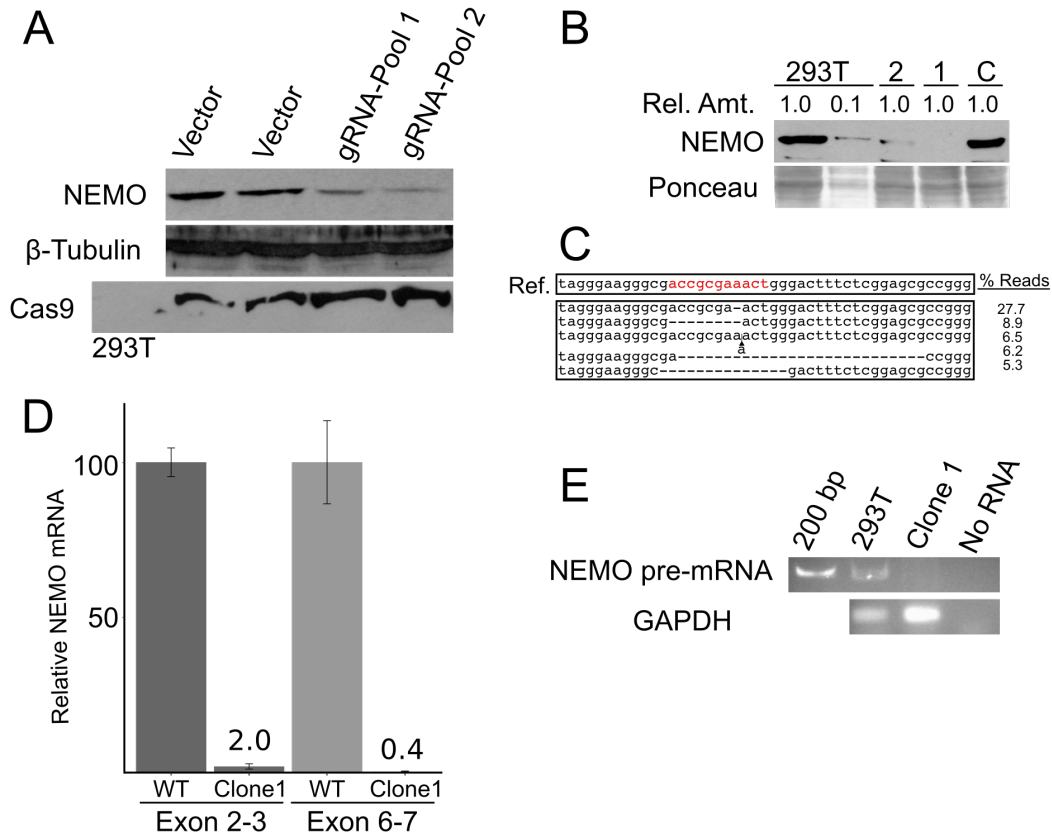 A
Vector
Vector
gRNA-Pool 1
gRNA-Pool 2
NEMO
β-Tubulin
Cas9
293T
B
293T 2 1 C
Rel. Amt. 1.0 0.1 1.0 1.0 1.0
NEMO
Ponceau
C
% Reads
Ref. tagggaagggcgaccgcgaaactgggactttctcggagcgccggg
tagggaagggcgaccgcga-actgggactttctcggagcgccggg 27.7
tagggaagggcg--------actgggactttctcggagcgccggg 8.9
tagggaagggcgaccgcgaaactgggactttctcggagcgccggg 6.5
a
tagggaagggcga---------------------------ccggg 6.2
tagggaagggc--------------gactttctcggagcgccggg 5.3
D
Relative NEMO mRNA
100
50
2.0
0.4
WT Clone1 WT Clone1
Exon 2-3 Exon 6-7
E
200 bp
293T
Clone 1
No RNA
NEMO pre-mRNA
GAPDH